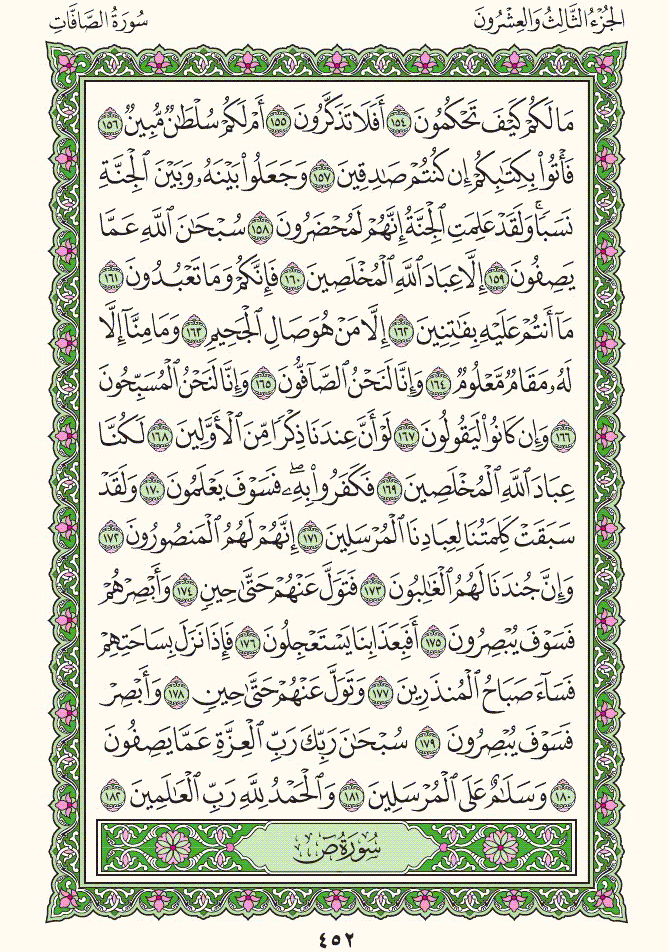 الجُزْءُ الثَّالِثُ وَالعِشْرُونَ
سُورَةُ الصَّافَّاتِ
مَا لَكُمْ كَيْفَ تَحْكُمُونَ ١٥٤ أَفَلَا تَذَكَّرُونَ ١٥٥ أَمْ لَكُمْ سُلْطَٰنٌ مُّبِينٌ ١٥٦
فَأْتُوا۟ بِكِتَٰبِكُمْ إِن كُنتُمْ صَٰدِقِينَ ١٥٧ وَجَعَلُوا۟ بَيْنَهُۥ وَبَيْنَ ٱلْجِنَّةِ
نَسَبًاۚ وَلَقَدْ عَلِمَتِ ٱلْجِنَّةُ إِنَّهُمْ لَمُحْضَرُونَ ١٥٨ سُبْحَٰنَ ٱللَّهِ عَمَّا
يَصِفُونَ ١٥٩ إِلَّا عِبَادَ ٱللَّهِ ٱلْمُخْلَصِينَ ١٦٠ فَإِنَّكُمْ وَمَا تَعْبُدُونَ ١٦١
مَآ أَنتُمْ عَلَيْهِ بِفَٰتِنِينَ ١٦٢ إِلَّا مَنْ هُوَ صَالِ ٱلْجَحِيمِ ١٦٣ وَمَا مِنَّآ إِلَّا
لَهُۥ مَقَامٌ مَّعْلُومٌ ١٦٤ وَإِنَّا لَنَحْنُ ٱلصَّآفُّونَ ١٦٥ وَإِنَّا لَنَحْنُ ٱلْمُسَبِّحُونَ
١٦٦ وَإِن كَانُوا۟ لَيَقُولُونَ ١٦٧ لَوْ أَنَّ عِندَنَا ذِكْرًا مِّنَ ٱلْأَوَّلِينَ ١٦٨ لَكُنَّا
عِبَادَ ٱللَّهِ ٱلْمُخْلَصِينَ ١٦٩ فَكَفَرُوا۟ بِهِۦۖ فَسَوْفَ يَعْلَمُونَ ١٧٠ وَلَقَدْ
سَبَقَتْ كَلِمَتُنَا لِعِبَادِنَا ٱلْمُرْسَلِينَ ١٧١ إِنَّهُمْ لَهُمُ ٱلْمَنصُورُونَ ١٧٢
وَإِنَّ جُندَنَا لَهُمُ ٱلْغَٰلِبُونَ ١٧٣ فَتَوَلَّ عَنْهُمْ حَتَّىٰ حِينٍ ١٧٤ وَأَبْصِرْهُمْ
فَسَوْفَ يُبْصِرُونَ ١٧٥ أَفَبِعَذَابِنَا يَسْتَعْجِلُونَ ١٧٦ فَإِذَا نَزَلَ بِسَاحَتِهِمْ
فَسَآءَ صَبَاحُ ٱلْمُنذَرِينَ ١٧٧ وَتَوَلَّ عَنْهُمْ حَتَّىٰ حِينٍ ١٧٨ وَأَبْصِرْ
فَسَوْفَ يُبْصِرُونَ ١٧٩ سُبْحَٰنَ رَبِّكَ رَبِّ ٱلْعِزَّةِ عَمَّا يَصِفُونَ
١٨٠ وَسَلَٰمٌ عَلَى ٱلْمُرْسَلِينَ ١٨١ وَٱلْحَمْدُ لِلَّهِ رَبِّ ٱلْعَٰلَمِينَ ١٨٢
سُورَةُ صٓ
٤٥٢